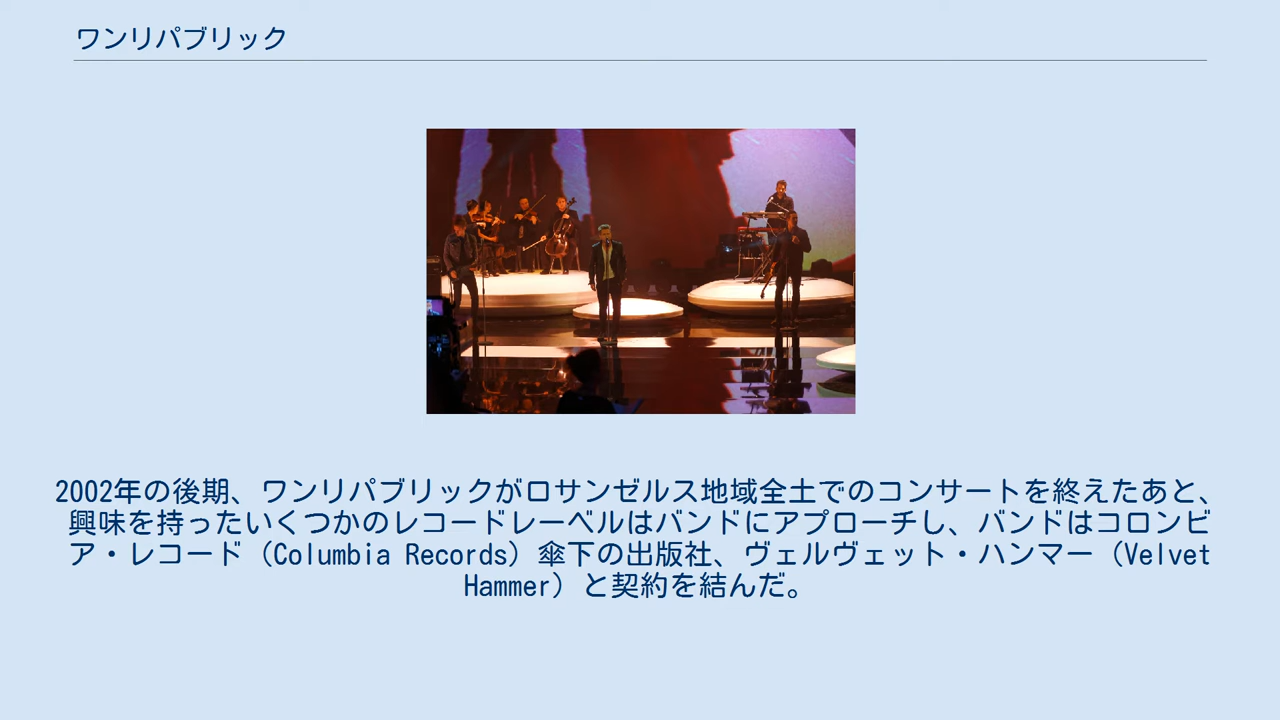 ワンリパブリック
2002年の後期、ワンリパブリックがロサンゼルス地域全土でのコンサートを終えたあと、
興味を持ったいくつかのレコードレーベルはバンドにアプローチし、バンドはコロンビ
ア・レコード（Columbia Records）傘下の出版社、ヴェルヴェット・ハンマー（Velvet
Hammer）と契約を結んだ。